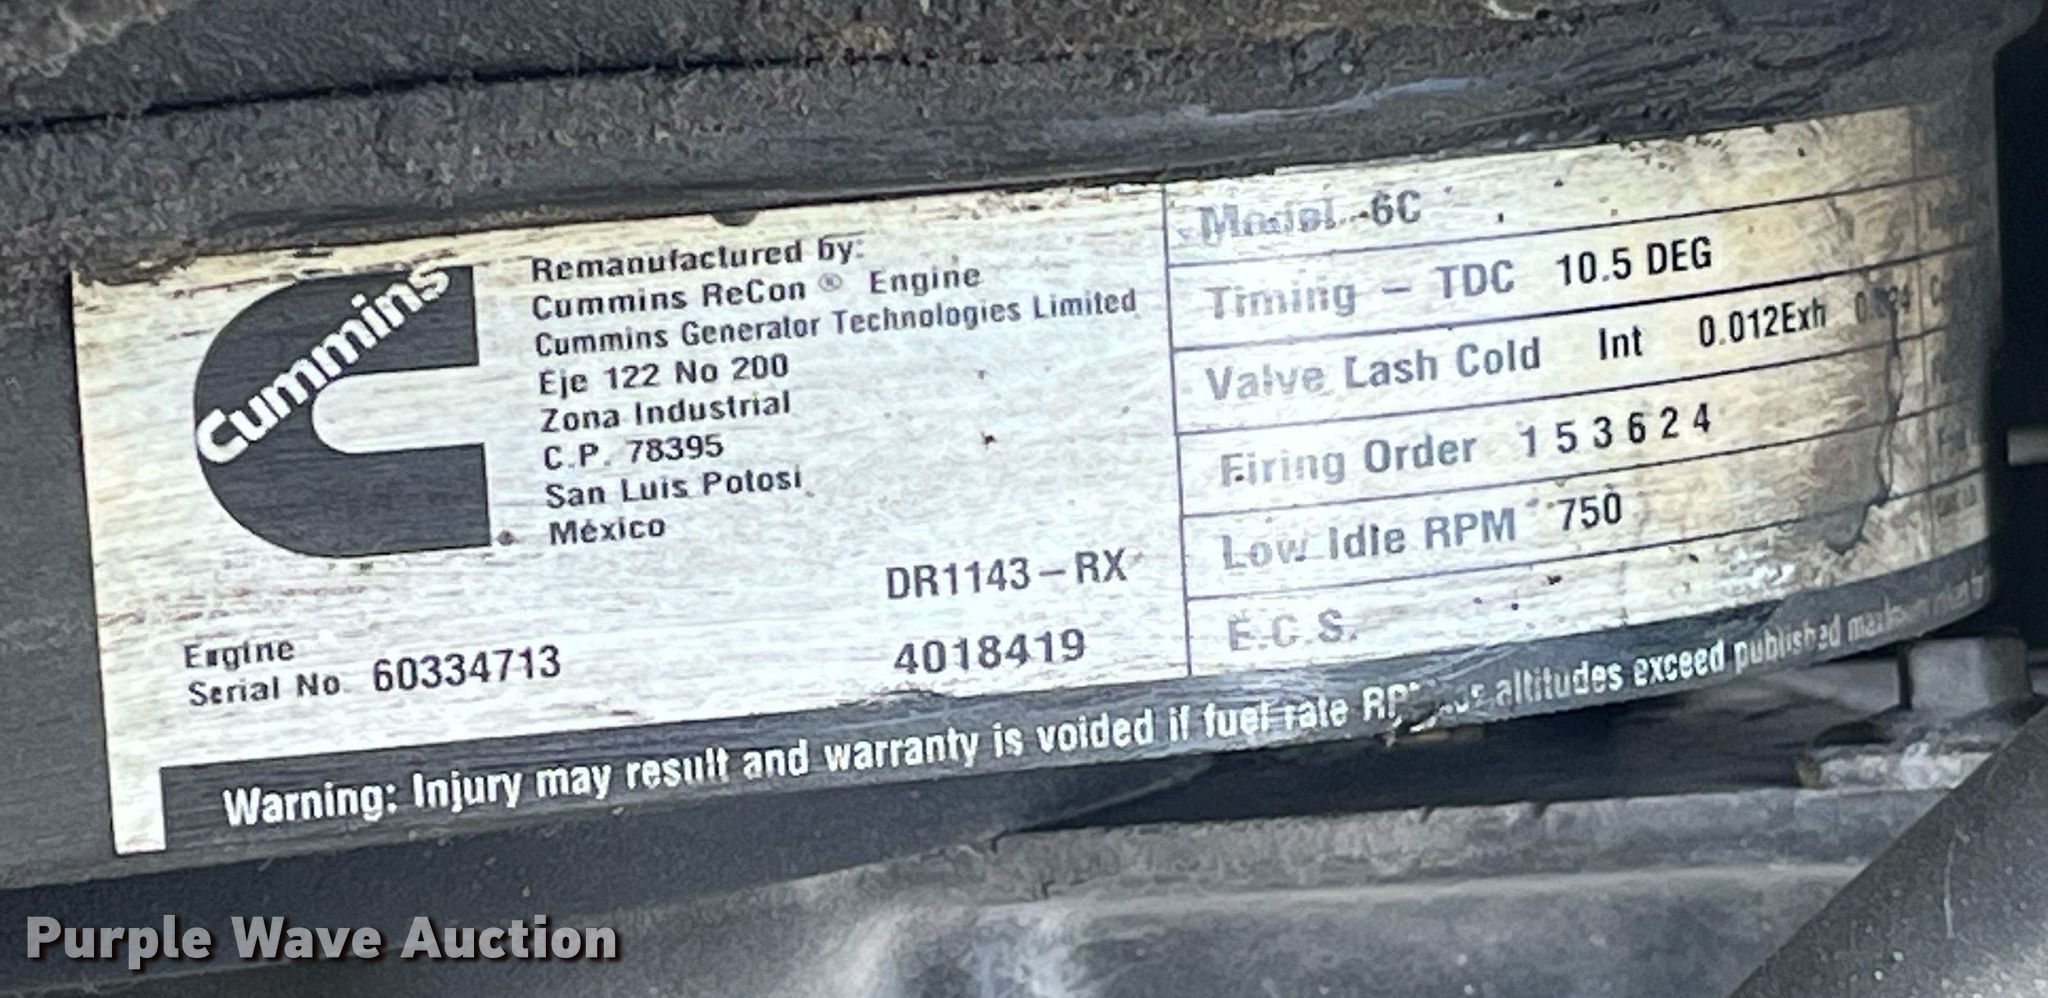 Cummins
Remanufactured by:
Cummins ReCon ® Engine
Cummins Generator Technologies Limited
Eje 122 No 200
Zona Industrial
C.P. 78395
San Luis Potosi
México
DR1143-RX
Engine
Serial No. 60334713
4018419
Model 6C
Timing - TDC 10.5 DEG
Valve Lash Cold Int 0.012Exh
Firing Order 1 5 3 6 2 4
Low Idle RPM 750
E.C.S.
Warning: Injury may result and warranty is voided if fuel rate altitudes exceed published
Purple Wave Auction